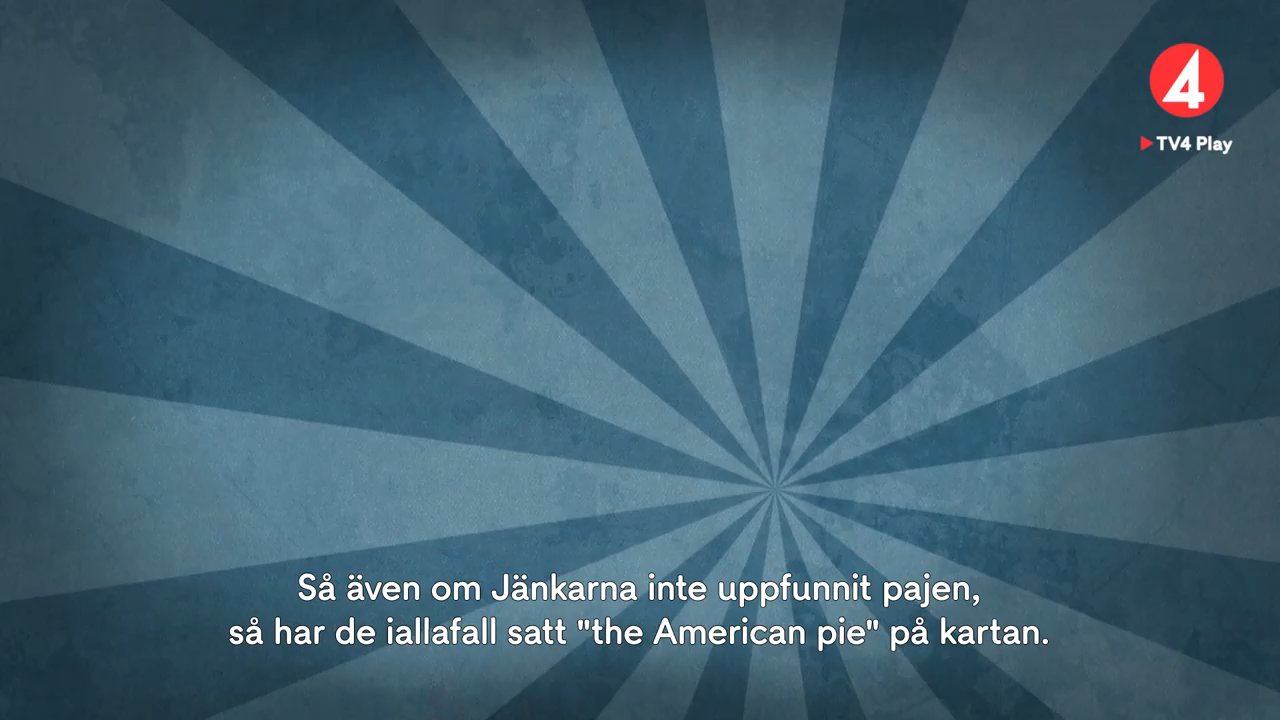 4
TV4 Play
Så även om Jänkarna inte uppfunnit pajen,
så har de iallafall satt "the American pie" på kartan.